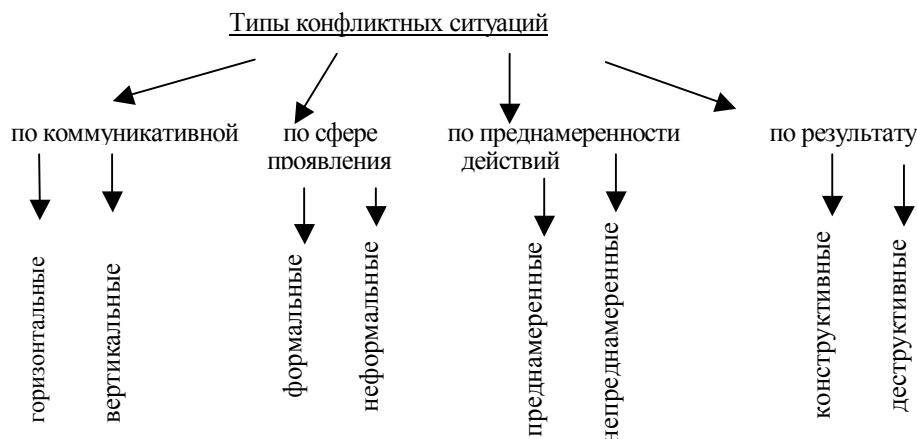 Типы конфликтных ситуаций
по коммуникативной
по сфере
проявления
по преднамеренности
действий
по результату
горизонтальные
вертикальные
формальные
неформальные
преднамеренные
непреднамеренные
конструктивные
деструктивные